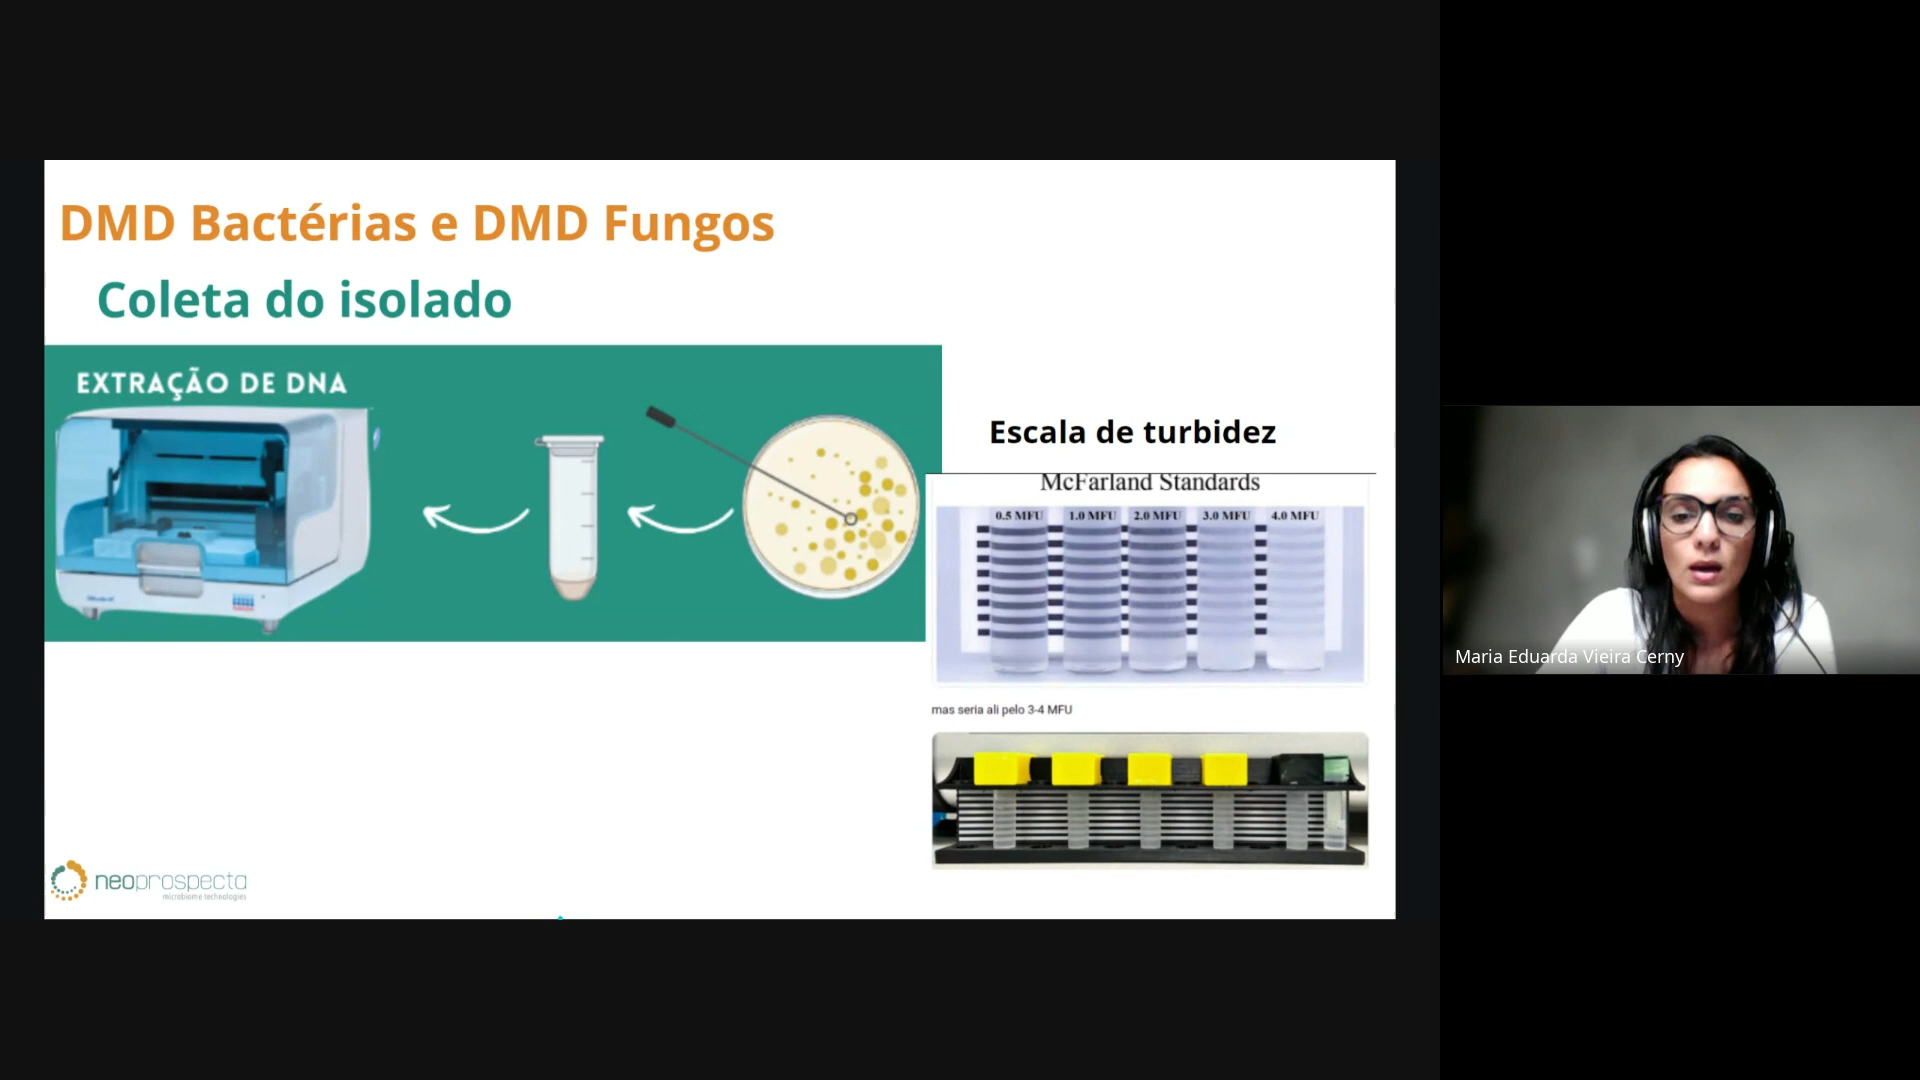 DMD Bactérias e DMD Fungos
Coleta do isolado
EXTRAÇÃO DE DNA
Escala de turbidez
McFarland Standards
0.5 MFU 1.0 MFU 2.0 MFU 3.0 MFU 4.0 MFU
mas seria ali pelo 3-4 MFU
neoprospecta
microbiome technologies
Maria Eduarda Vieira Cerny